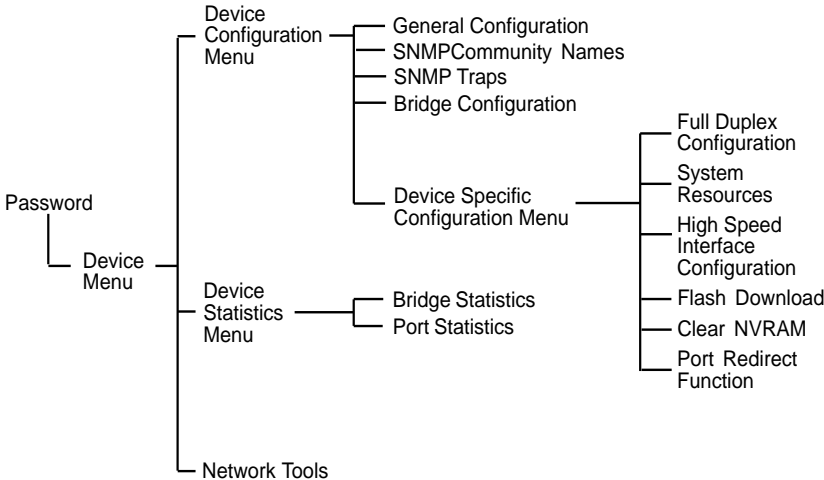 Password
Device
Menu
Device
Configuration
Menu
General Configuration
SNMPCommunity Names
SNMP Traps
Bridge Configuration
Device Specific
Configuration Menu
Full Duplex
Configuration
System
Resources
High Speed
Interface
Configuration
Flash Download
Clear NVRAM
Port Redirect
Function
Device
Statistics
Menu
Bridge Statistics
Port Statistics
Network Tools